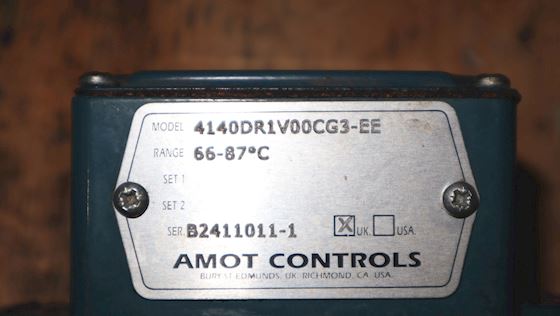 MODEL 4140DR1V00CG3-EE
RANGE 66-87°C
SET 1
SET 2
SER. B2411011-1 X UK. USA.
AMOT CONTROLS
BURY ST EDMUNDS, UK. RICHMOND, CA. USA.